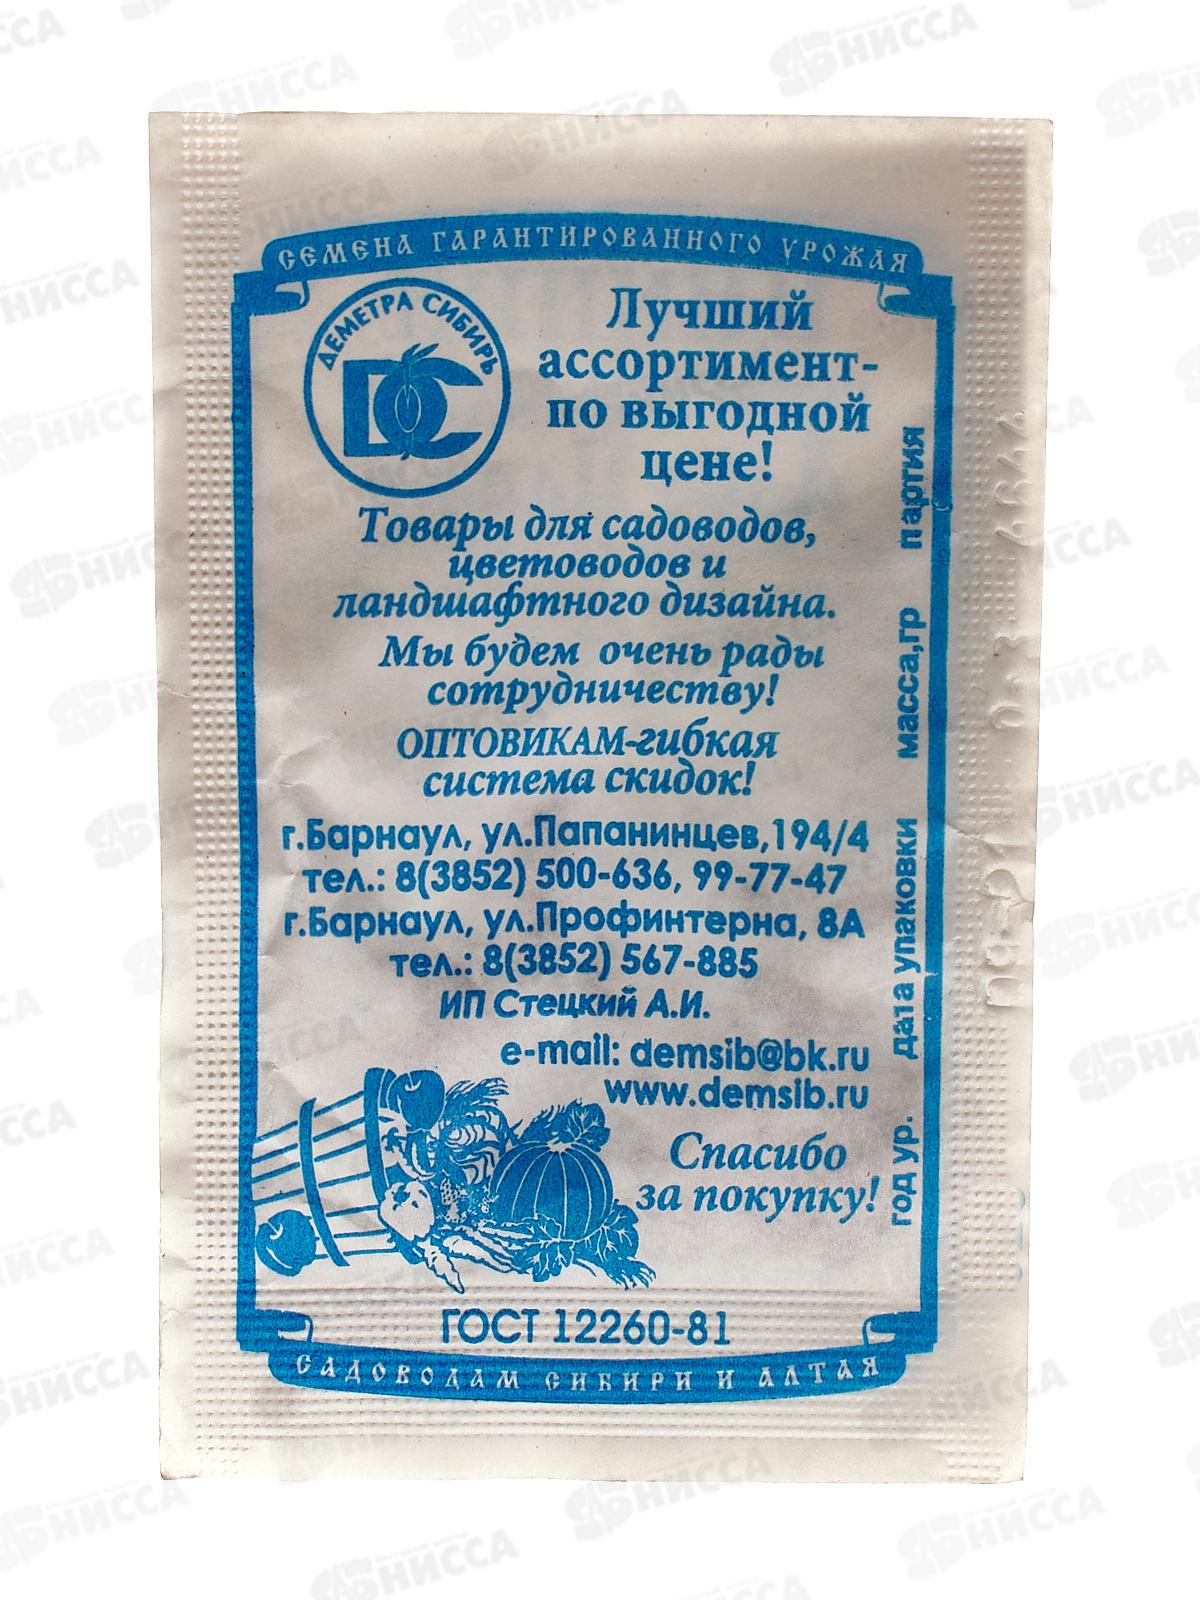 СЕМЕНА ГАРАНТИРОВАННОГО УРОЖАЯ
ДЕМЕТРА СИБИРЬ
DC
Лучший
ассортимент-
по выгодной
цене!
Товары для садоводов,
цветоводов и
ландшафтного дизайна.
Мы будем очень рады
сотрудничеству!
ОПТОВИКАМ-гибкая
система скидок!
г.Барнаул, ул.Папанинцев,194/4
тел.: 8(3852) 500-636, 99-77-47
г.Барнаул, ул.Профинтерна, 8А
тел.: 8(3852) 567-885
ИП Стецкий А.И.
e-mail: demsib@bk.ru
www.demsib.ru
Спасибо
за покупку!
год ур. дата упаковки масса,гр партия
ГОСТ 12260-81
САДОВОДАМ СИБИРИ И АЛТАЯ
НИССА